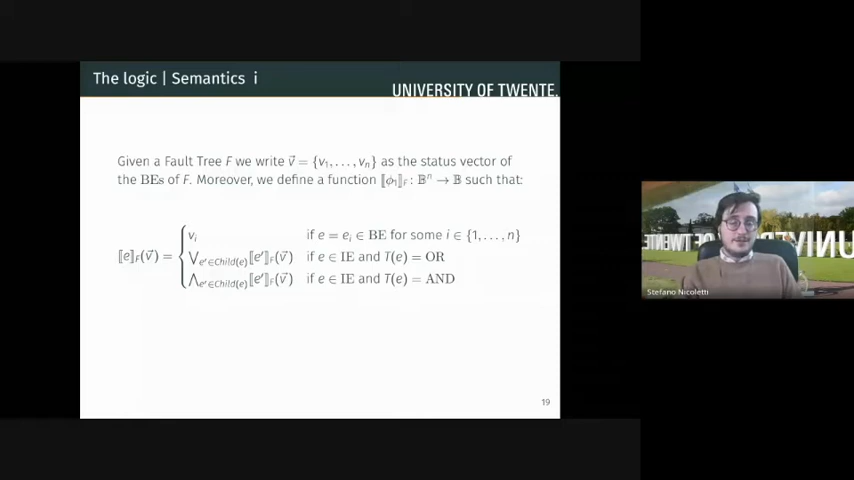 The logic | Semantics i
UNIVERSITY OF TWENTE.
Given a Fault Tree F we write v⃗ = {v₁, . . . , vₙ} as the status vector of
the BEs of F. Moreover, we define a function ⟦ϕ₁⟧F : 𝔹ⁿ → 𝔹 such that:
vᵢ if e = eᵢ ∈ BE for some i ∈ {1, . . . , n}
⟦e⟧F(v⃗) = { ⋁e′∈Child(e)⟦e′⟧F(v⃗) if e ∈ IE and T(e) = OR
⋀e′∈Child(e)⟦e′⟧F(v⃗) if e ∈ IE and T(e) = AND
19
Stefano Nicoletti